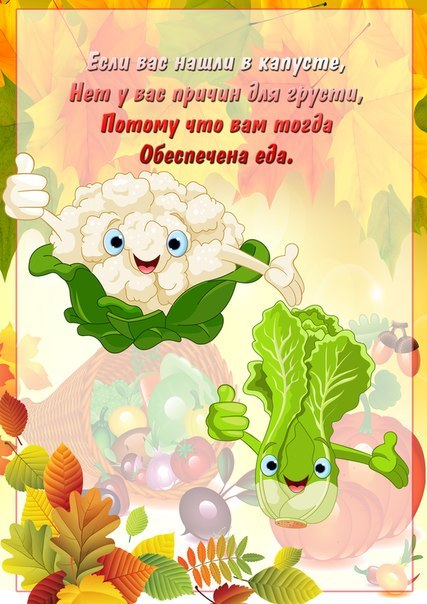 Если вас нашли в капусте,
Нет у вас причин для грусти,
Потому что вам тогда
Обеспечена еда.